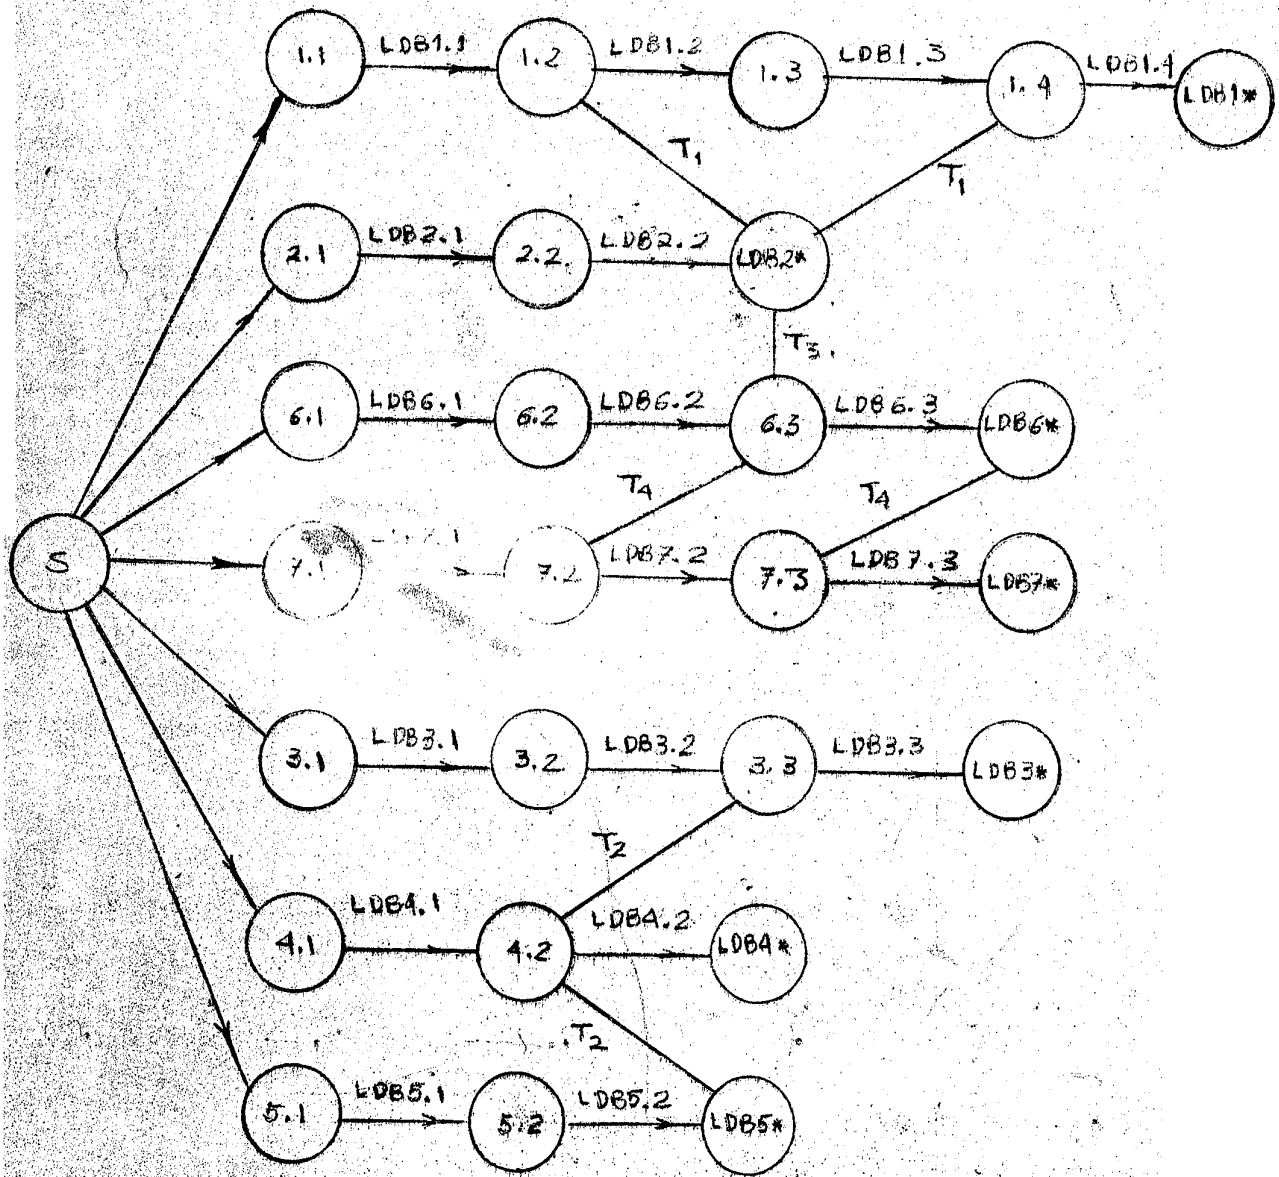 1.1 LDB1.1 1.2 LDB1.2 1.3 LDB1.3 1.4 LDB1.4 LDB1*
T1 T1
2.1 LDB2.1 2.2 LDB2.2 LDB2*
T3.
6.1 LDB6.1 6.2 LDB6.2 6.3 LDB6.3 LDB6*
T4 T4
S 7.2 LDB7.2 7.3 LDB7.3 LDB7*
3.1 LDB3.1 3.2 LDB3.2 3.3 LDB3.3 LDB3*
T2
4.1 LDB4.1 4.2 LDB4.2 LDB4*
T2
5.1 LDB5.1 5.2 LDB5.2 LDB5*